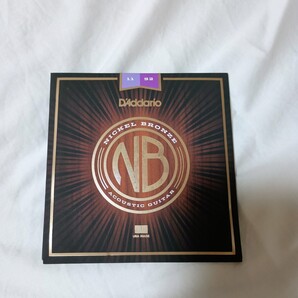 11 52
D'Addario
NICKEL BRONZE
NB
ACOUSTIC GUITAR